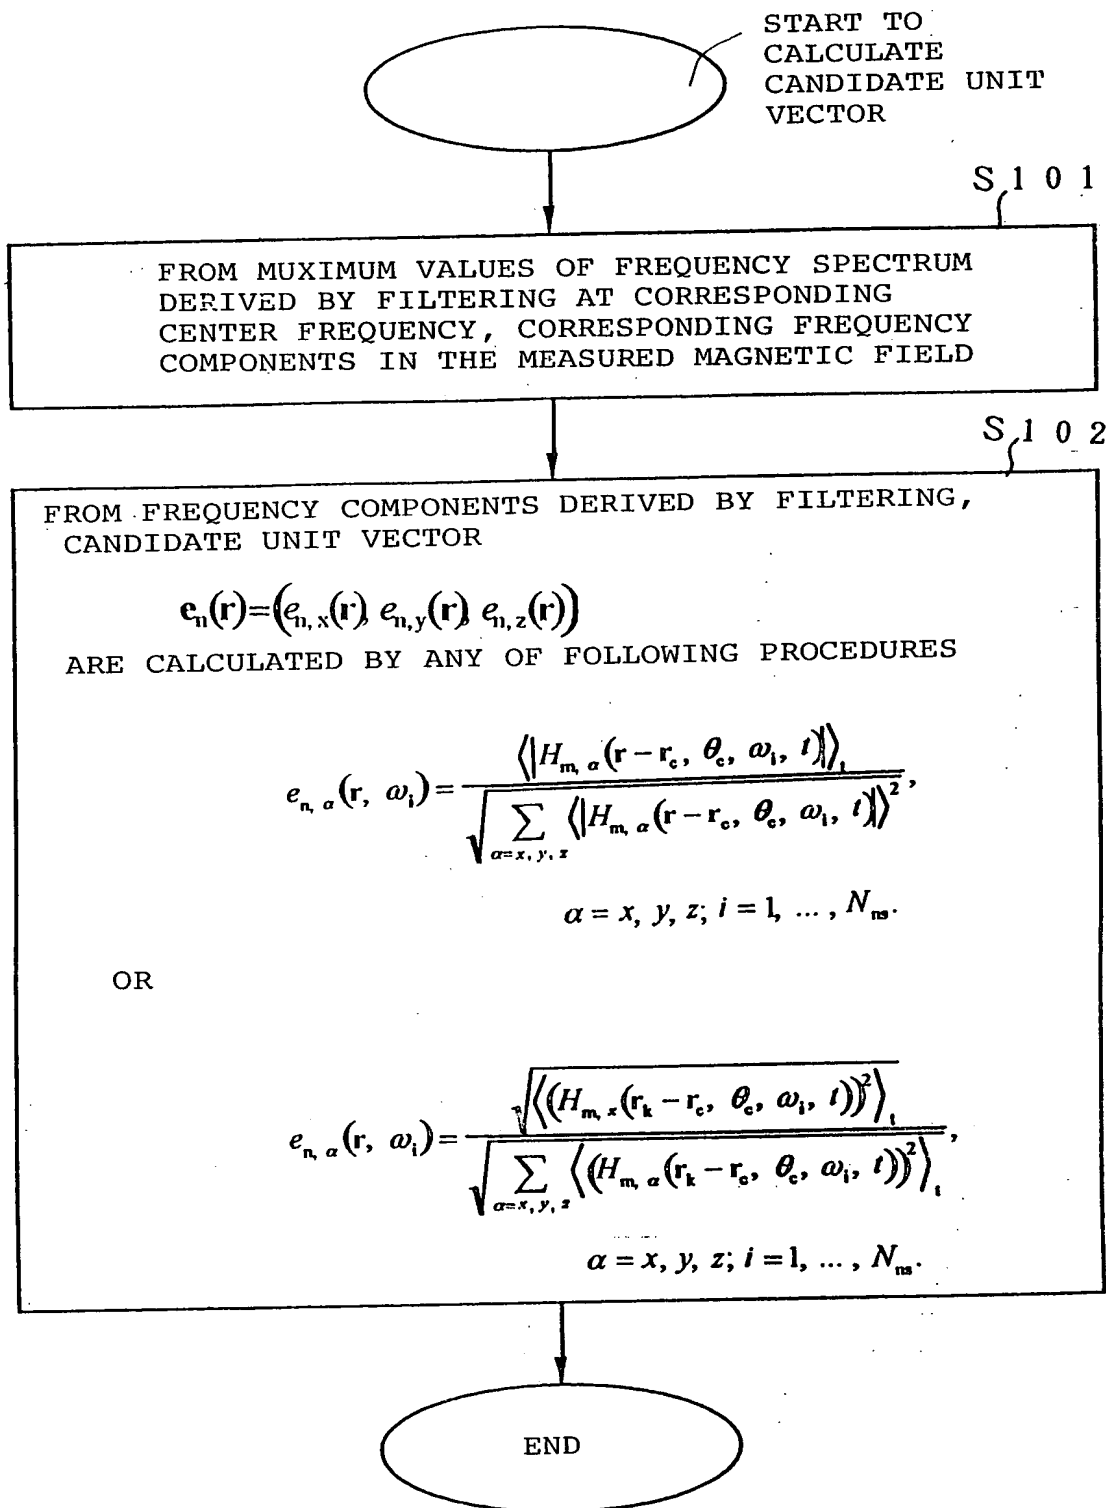 START TO
CALCULATE
CANDIDATE UNIT
VECTOR
S101
FROM MUXIMUM VALUES OF FREQUENCY SPECTRUM
DERIVED BY FILTERING AT CORRESPONDING
CENTER FREQUENCY, CORRESPONDING FREQUENCY
COMPONENTS IN THE MEASURED MAGNETIC FIELD
S102
FROM FREQUENCY COMPONENTS DERIVED BY FILTERING,
CANDIDATE UNIT VECTOR
e_n(r)=(e_{n,x}(r), e_{n,y}(r), e_{n,z}(r))
ARE CALCULATED BY ANY OF FOLLOWING PROCEDURES
e_{n,α}(r, ω_i) = ⟨|H_{m,α}(r − r_c, θ_c, ω_i, t)|⟩_t / √(∑_{α=x,y,z} ⟨|H_{m,α}(r − r_c, θ_c, ω_i, t)|⟩²),
α = x, y, z; i = 1, ..., N_{ns}.
OR
e_{n,α}(r, ω_i) = √⟨(H_{m,x}(r_k − r_c, θ_c, ω_i, t))²⟩_t / √(∑_{α=x,y,z} ⟨(H_{m,α}(r_k − r_c, θ_c, ω_i, t))²⟩_t),
α = x, y, z; i = 1, ..., N_{ns}.
END